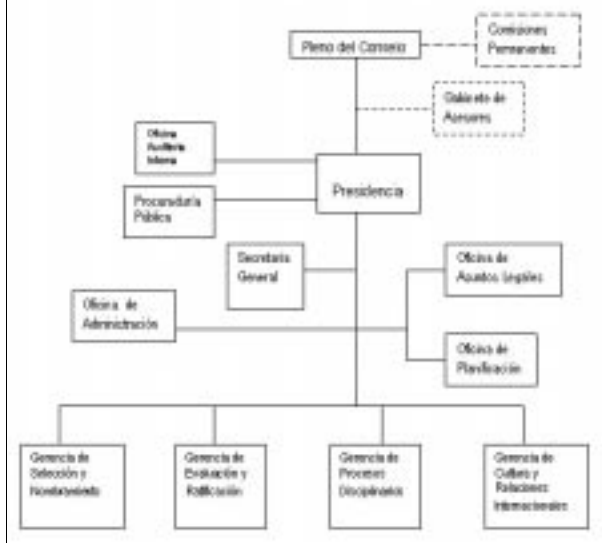 Pleno del Consejo
Comisiones
Permanentes
Gabinete de
Asesores
Oficina
Auditoría
Interna
Presidencia
Procuraduría
Pública
Secretaría
General
Oficina de
Asuntos Legales
Oficina de
Administración
Oficina de
Planificación
Gerencia de
Selección y
Nombramiento
Gerencia de
Evaluación y
Ratificación
Gerencia de
Procesos
Disciplinarios
Gerencia de
Cultura y
Relaciones
Internacionales